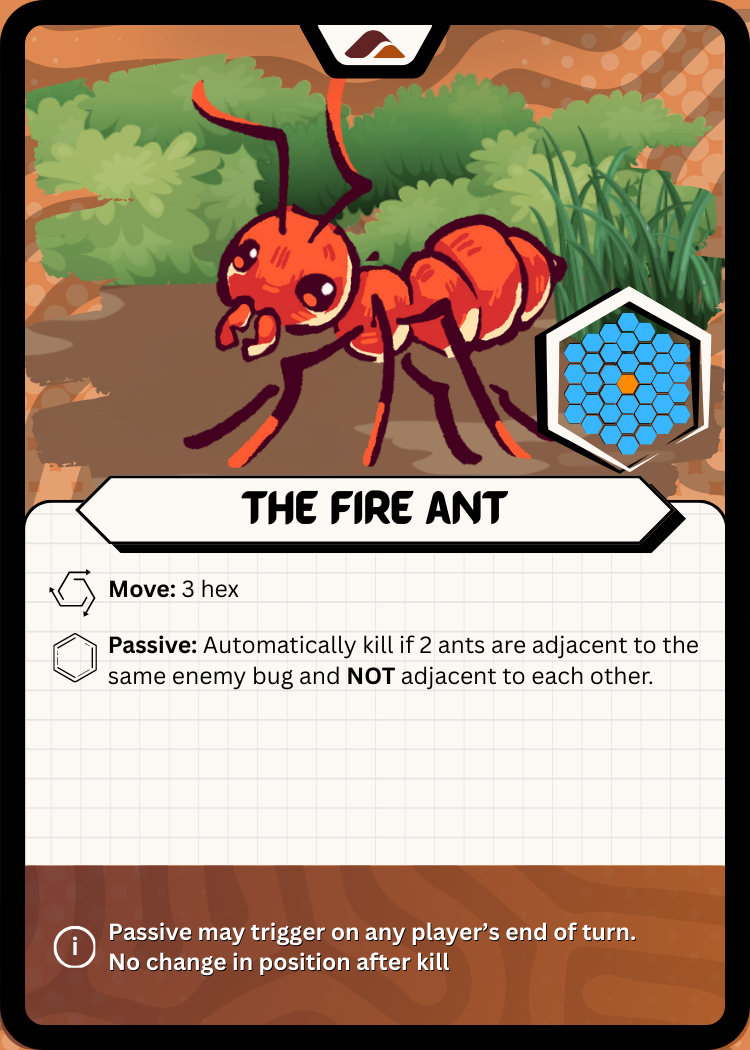 THE FIRE ANT
Move: 3 hex
Passive: Automatically kill if 2 ants are adjacent to the
same enemy bug and NOT adjacent to each other.
i
Passive may trigger on any player's end of turn.
No change in position after kill